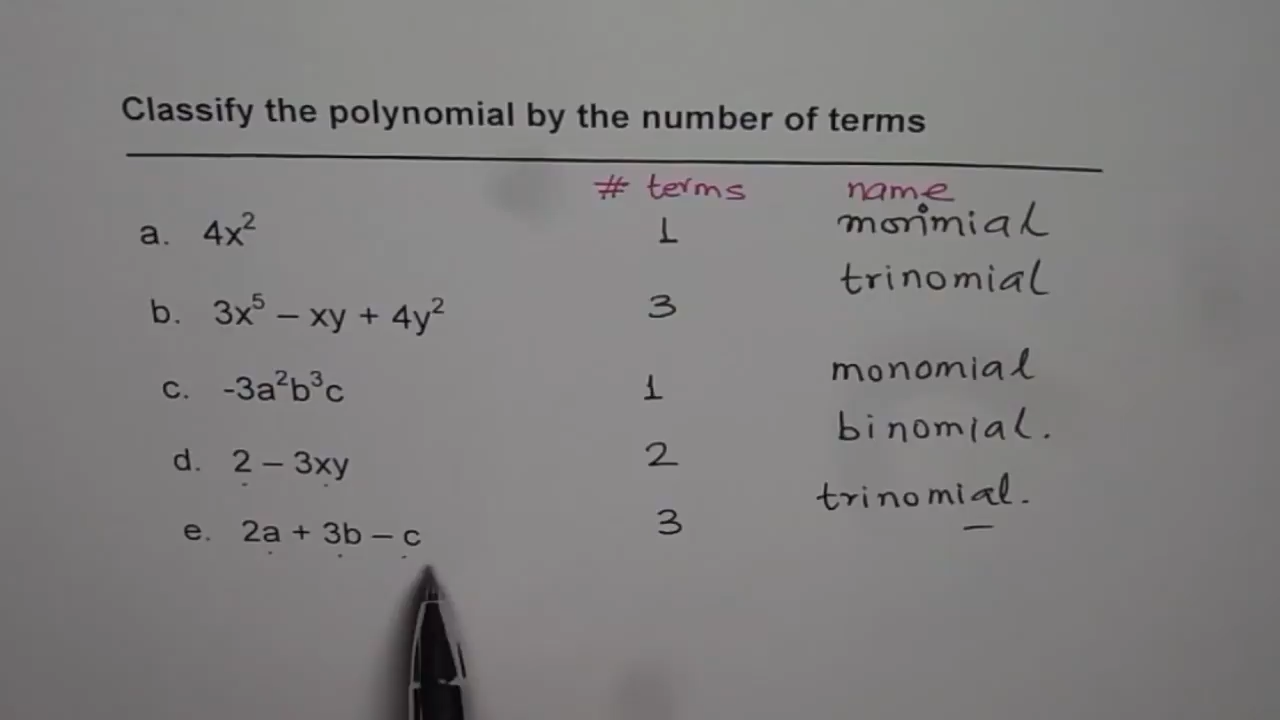 Classify the polynomial by the number of terms
# terms name
a. 4x² 1 monimial
trinomial
b. 3x⁵ – xy + 4y² 3
c. -3a²b³c 1 monomial
d. 2 – 3xy 2 binomial.
e. 2a + 3b – c 3 trinomial.